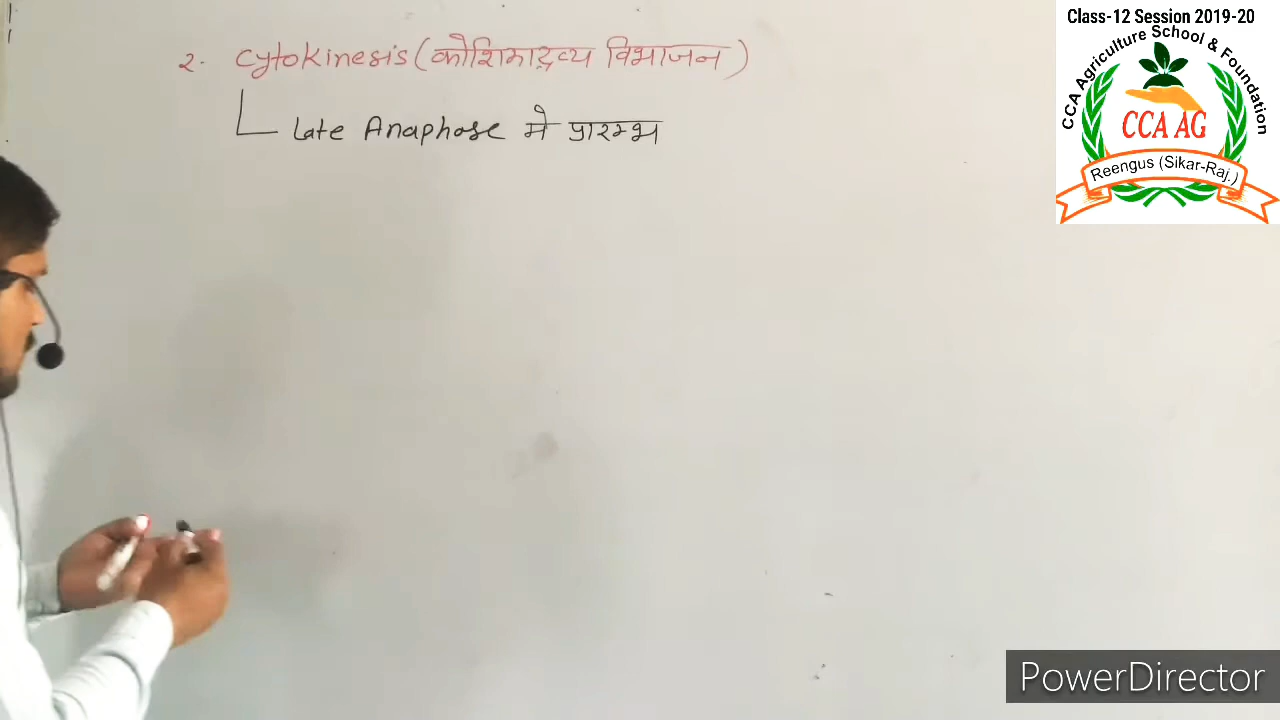 Class-12 Session 2019-20
CCA Agriculture School & Foundation
CCA AG
Reengus (Sikar-Raj.)
2. Cytokinesis (कोशिकाद्रव्य विभाजन)
Late Anaphase मे प्रारम्भ
PowerDirector